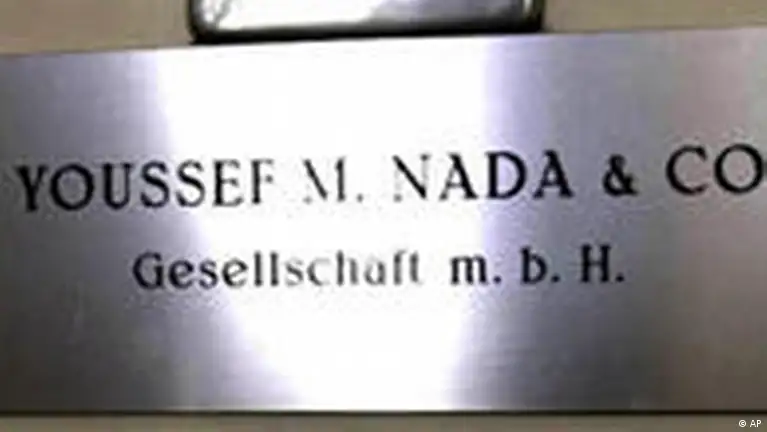 YOUSSEF M. NADA & CO
Gesellschaft m. b. H.
© AP